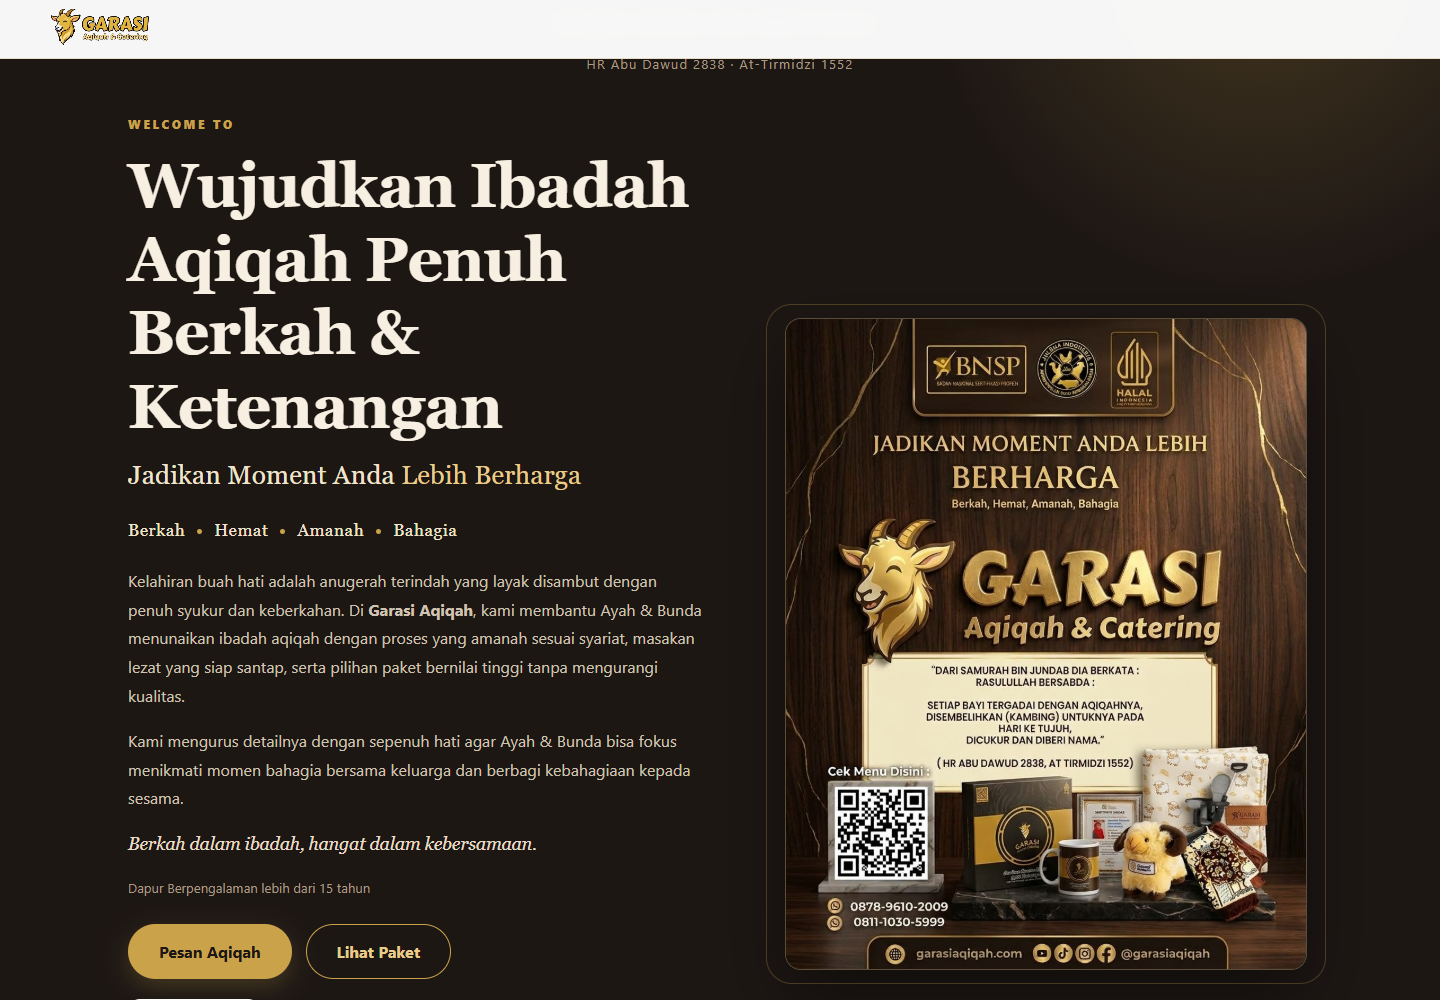 GARASI
Aqiqah & Catering
HR Abu Dawud 2838 · At-Tirmidzi 1552
WELCOME TO
Wujudkan Ibadah
Aqiqah Penuh
Berkah &
Ketenangan
Jadikan Moment Anda Lebih Berharga
Berkah • Hemat • Amanah • Bahagia
Kelahiran buah hati adalah anugerah terindah yang layak disambut dengan
penuh syukur dan keberkahan. Di Garasi Aqiqah, kami membantu Ayah & Bunda
menunaikan ibadah aqiqah dengan proses yang amanah sesuai syariat, masakan
lezat yang siap santap, serta pilihan paket bernilai tinggi tanpa mengurangi
kualitas.
Kami mengurus detailnya dengan sepenuh hati agar Ayah & Bunda bisa fokus
menikmati momen bahagia bersama keluarga dan berbagi kebahagiaan kepada
sesama.
Berkah dalam ibadah, hangat dalam kebersamaan.
Dapur Berpengalaman lebih dari 15 tahun
Pesan Aqiqah
Lihat Paket
BNSP
HALAL
INDONESIA
JADIKAN MOMENT ANDA LEBIH
BERHARGA
Berkah, Hemat, Amanah, Bahagia
GARASI
Aqiqah & Catering
"DARI SAMURAH BIN JUNDAB DIA BERKATA :
RASULULLAH BERSABDA :
SETIAP BAYI TERGADAI DENGAN AQIQAHNYA,
DISEMBELIHKAN (KAMBING) UNTUKNYA PADA
HARI KE TUJUH,
DICUKUR DAN DIBERI NAMA."
( HR ABU DAWUD 2838, AT TIRMIDZI 1552)
Cek Menu Disini :
GARASI
0878-9610-2009
0811-1030-5999
garasiaqiqah.com
@garasiaqiqah